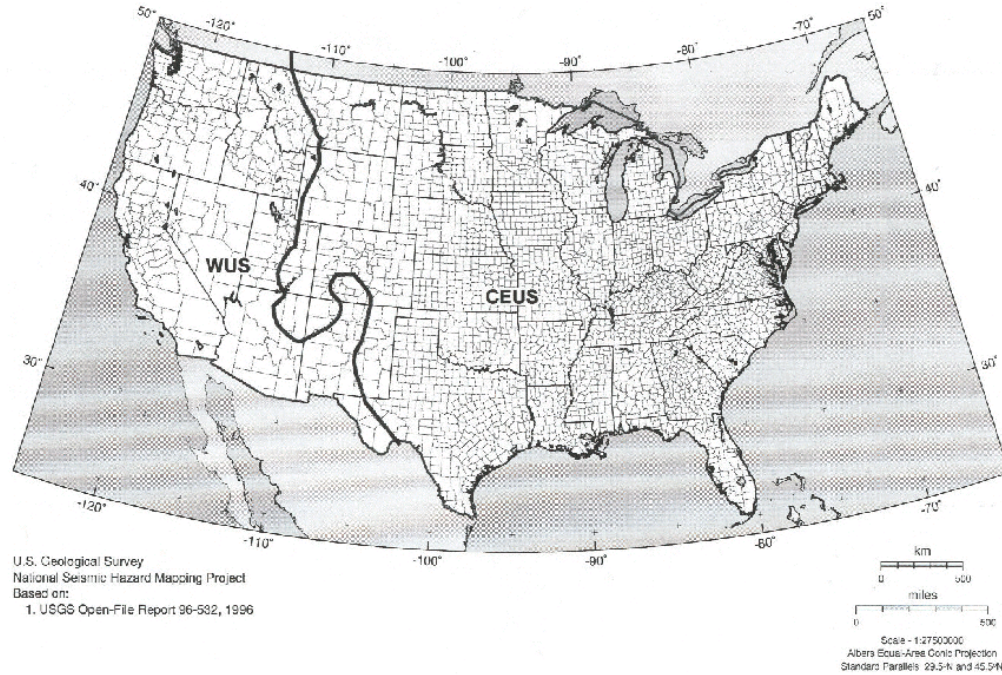 50° -120° -110° -100° -90° -80° 50°
40° 40°
WUS CEUS
30° 30°
-120° -110° -100° -90° -80° -70°
U.S. Geological Survey
National Seismic Hazard Mapping Project
Based on:
1. USGS Open-File Report 96-532, 1996
km
0 500
miles
0 500
Scale - 1:27500000
Albers Equal-Area Conic Projection
Standard Parallels 29.5°N and 45.5°N